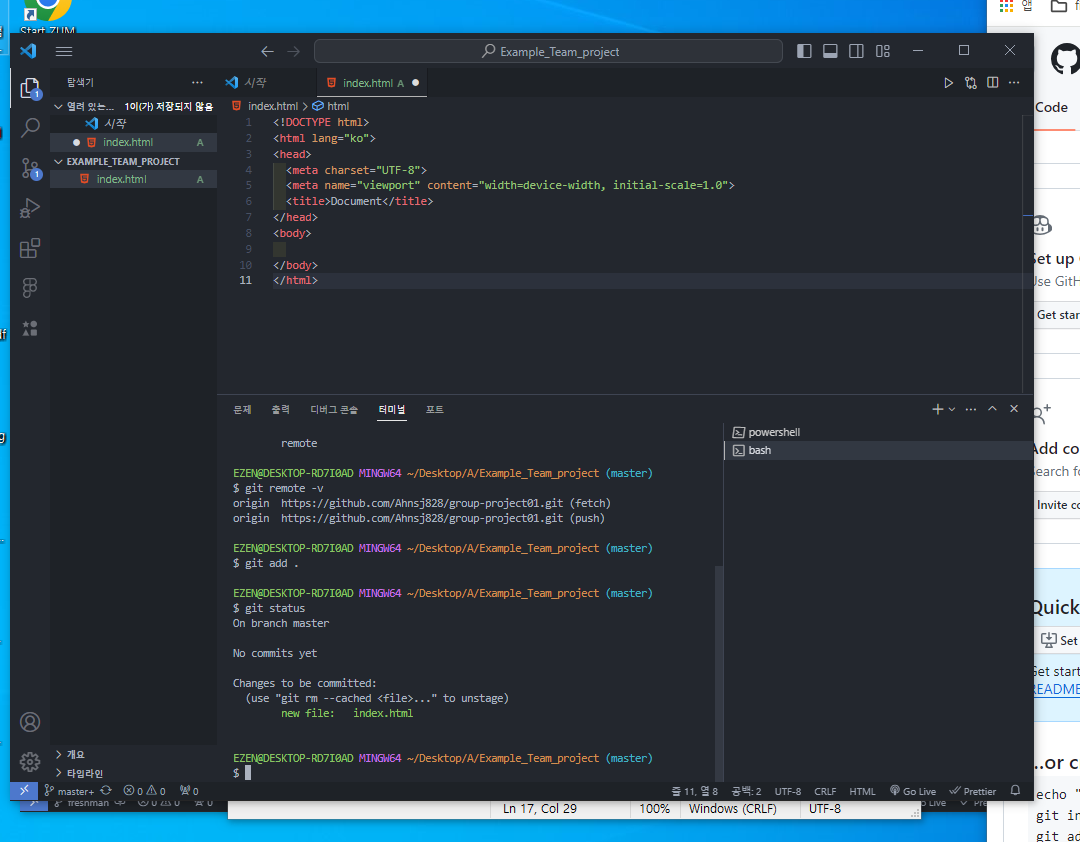 Start ZUM
앱
Example_Team_project
탐색기
열려 있는... 1이(가) 저장되지 않음
시작
index.html A
EXAMPLE_TEAM_PROJECT
index.html A
시작
index.html A
index.html > html
1 <!DOCTYPE html>
2 <html lang="ko">
3 <head>
4 <meta charset="UTF-8">
5 <meta name="viewport" content="width=device-width, initial-scale=1.0">
6 <title>Document</title>
7 </head>
8 <body>
9
10 </body>
11 </html>
문제 출력 디버그 콘솔 터미널 포트
powershell
bash
remote
EZEN@DESKTOP-RD7I0AD MINGW64 ~/Desktop/A/Example_Team_project (master)
$ git remote -v
origin https://github.com/Ahnsj828/group-project01.git (fetch)
origin https://github.com/Ahnsj828/group-project01.git (push)
EZEN@DESKTOP-RD7I0AD MINGW64 ~/Desktop/A/Example_Team_project (master)
$ git add .
EZEN@DESKTOP-RD7I0AD MINGW64 ~/Desktop/A/Example_Team_project (master)
$ git status
On branch master
No commits yet
Changes to be committed:
(use "git rm --cached <file>..." to unstage)
new file: index.html
EZEN@DESKTOP-RD7I0AD MINGW64 ~/Desktop/A/Example_Team_project (master)
$
개요
타임라인
master+ 0 0 0 줄 11, 열 8 공백: 2 UTF-8 CRLF HTML Go Live Prettier
freshman
Ln 17, Col 29 100% Windows (CRLF) UTF-8
Code
Set up
Use GitH
Get star
Add co
Search fo
Invite co
Quick
Set
Get start
README
...or c
echo "
git in
git ad